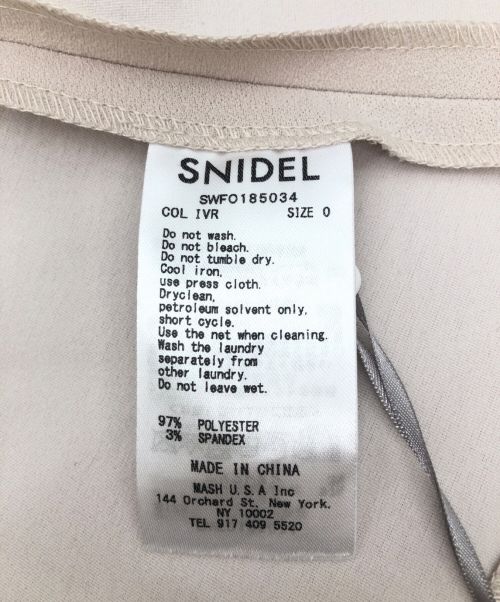 SNIDEL
SWFO185034
COL IVR SIZE 0
Do not wash.
Do not bleach.
Do not tumble dry.
Cool iron,
use press cloth.
Dryclean,
petroleum solvent only,
short cycle.
Use the net when cleaning.
Wash the laundry
separately from
other laundry.
Do not leave wet.
97% POLYESTER
3% SPANDEX
MADE IN CHINA
MASH U.S.A Inc
144 Orchard St. New York.
NY 10002
TEL 917 409 5520